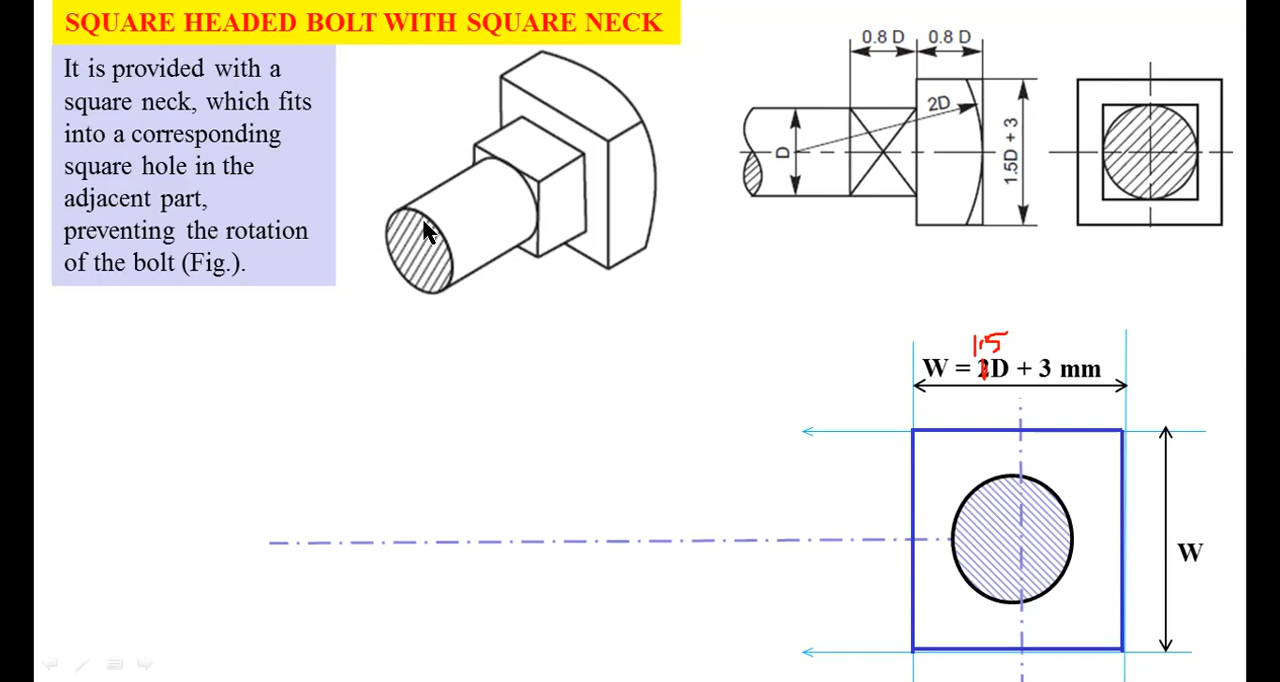 SQUARE HEADED BOLT WITH SQUARE NECK
It is provided with a
square neck, which fits
into a corresponding
square hole in the
adjacent part,
preventing the rotation
of the bolt (Fig.).
0.8 D
0.8 D
2D
D
1.5D + 3
1.5
W = 2D + 3 mm
W